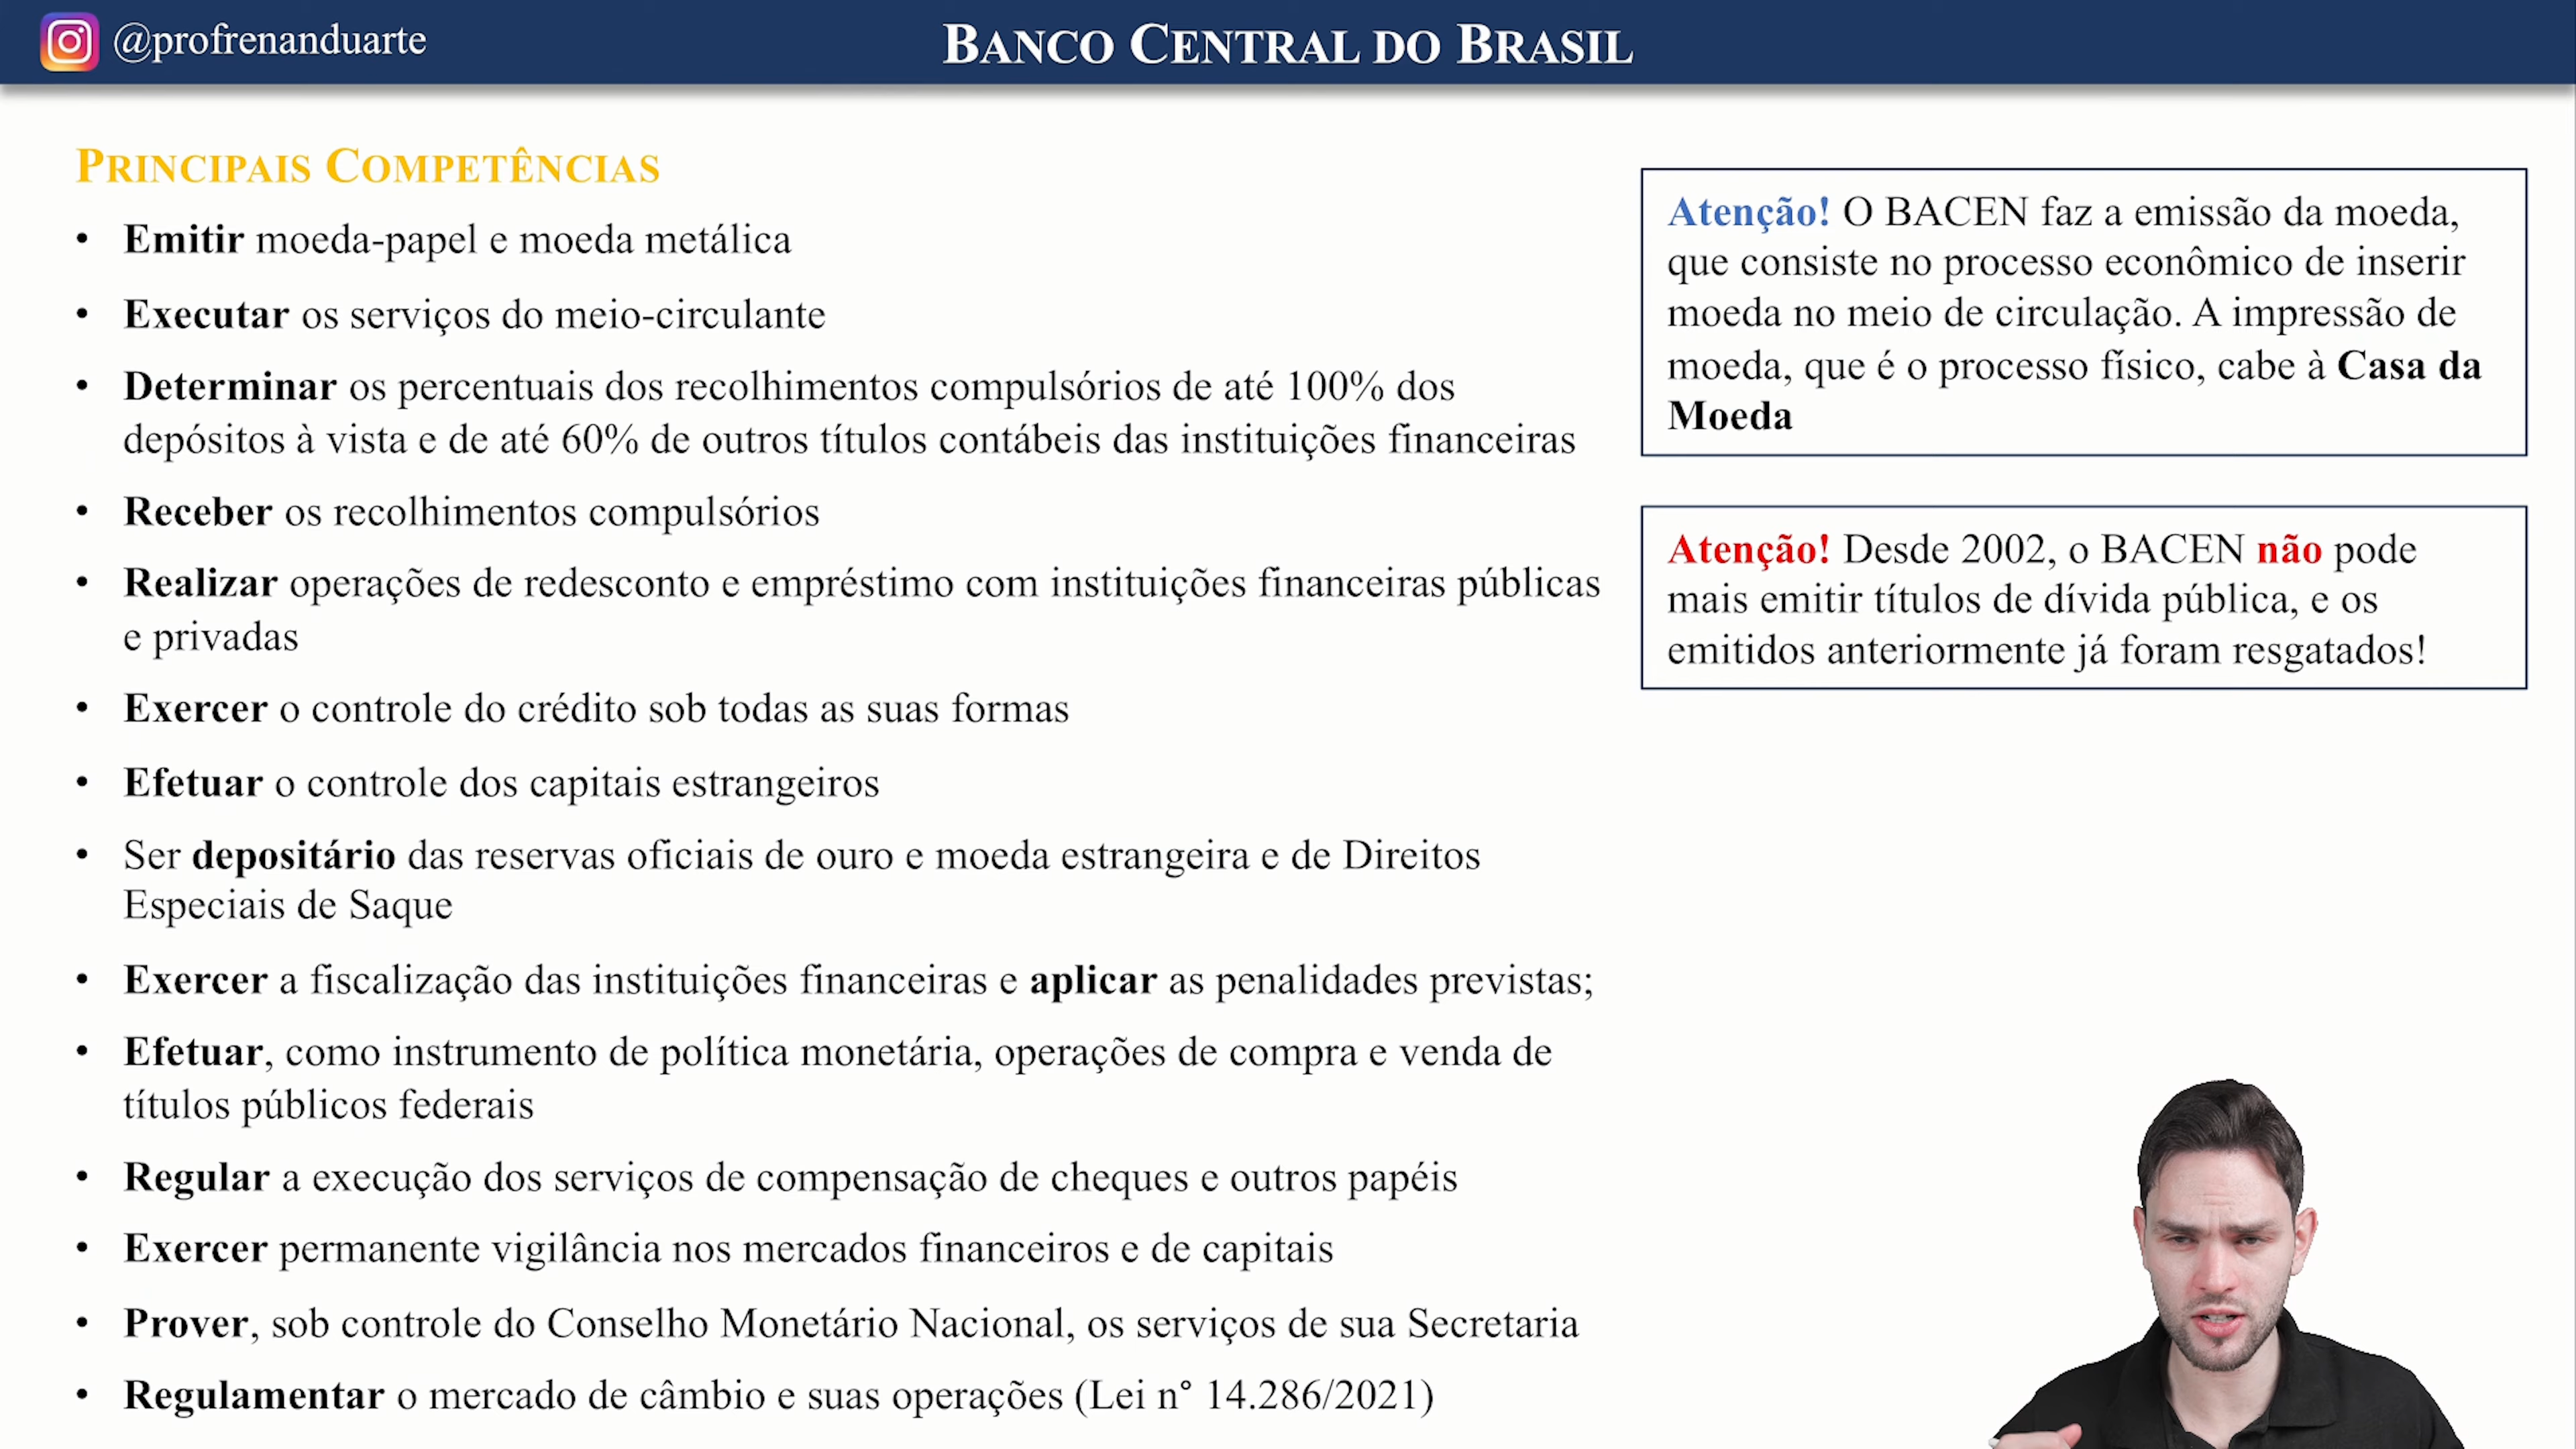 @profrenanduarte
BANCO CENTRAL DO BRASIL
PRINCIPAIS COMPETÊNCIAS
• Emitir moeda-papel e moeda metálica
• Executar os serviços do meio-circulante
• Determinar os percentuais dos recolhimentos compulsórios de até 100% dos
depósitos à vista e de até 60% de outros títulos contábeis das instituições financeiras
• Receber os recolhimentos compulsórios
• Realizar operações de redesconto e empréstimo com instituições financeiras públicas
e privadas
• Exercer o controle do crédito sob todas as suas formas
• Efetuar o controle dos capitais estrangeiros
• Ser depositário das reservas oficiais de ouro e moeda estrangeira e de Direitos
Especiais de Saque
• Exercer a fiscalização das instituições financeiras e aplicar as penalidades previstas;
• Efetuar, como instrumento de política monetária, operações de compra e venda de
títulos públicos federais
• Regular a execução dos serviços de compensação de cheques e outros papéis
• Exercer permanente vigilância nos mercados financeiros e de capitais
• Prover, sob controle do Conselho Monetário Nacional, os serviços de sua Secretaria
• Regulamentar o mercado de câmbio e suas operações (Lei n° 14.286/2021)
Atenção! O BACEN faz a emissão da moeda,
que consiste no processo econômico de inserir
moeda no meio de circulação. A impressão de
moeda, que é o processo físico, cabe à Casa da
Moeda
Atenção! Desde 2002, o BACEN não pode
mais emitir títulos de dívida pública, e os
emitidos anteriormente já foram resgatados!